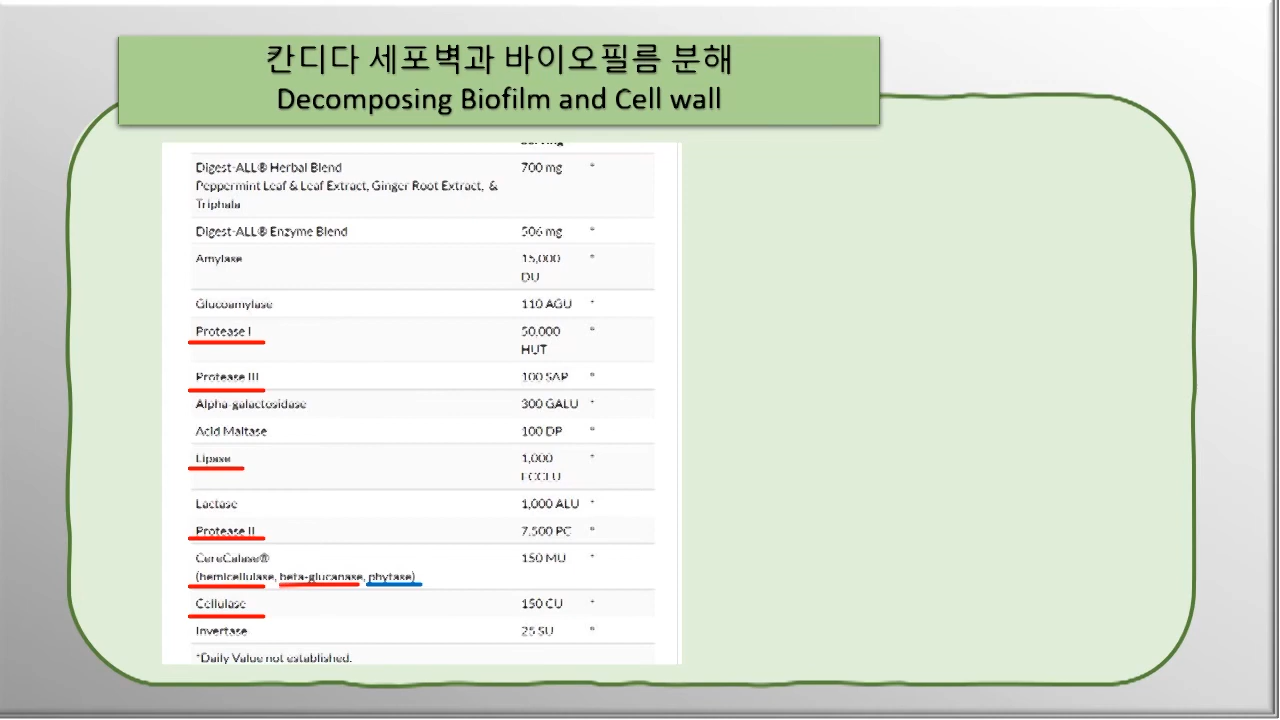 칸디다 세포벽과 바이오필름 분해
Decomposing Biofilm and Cell wall
Digest-ALL® Herbal Blend 700 mg *
Peppermint Leaf & Leaf Extract, Ginger Root Extract, &
Triphala
Digest-ALL® Enzyme Blend 506 mg *
Amylase 15,000 *
DU
Glucoamylase 110 AGU *
Protease I 50,000 *
HUT
Protease III 100 SAP *
Alpha-galactosidase 300 GALU *
Acid Maltase 100 DP *
Lipase 1,000 *
Lactase 1,000 ALU *
Protease II 7,500 PC *
CereCalase® 150 MU *
(hemicellulase, beta-glucanase, phytase)
Cellulase 150 CU *
Invertase 25 SU *
*Daily Value not established.